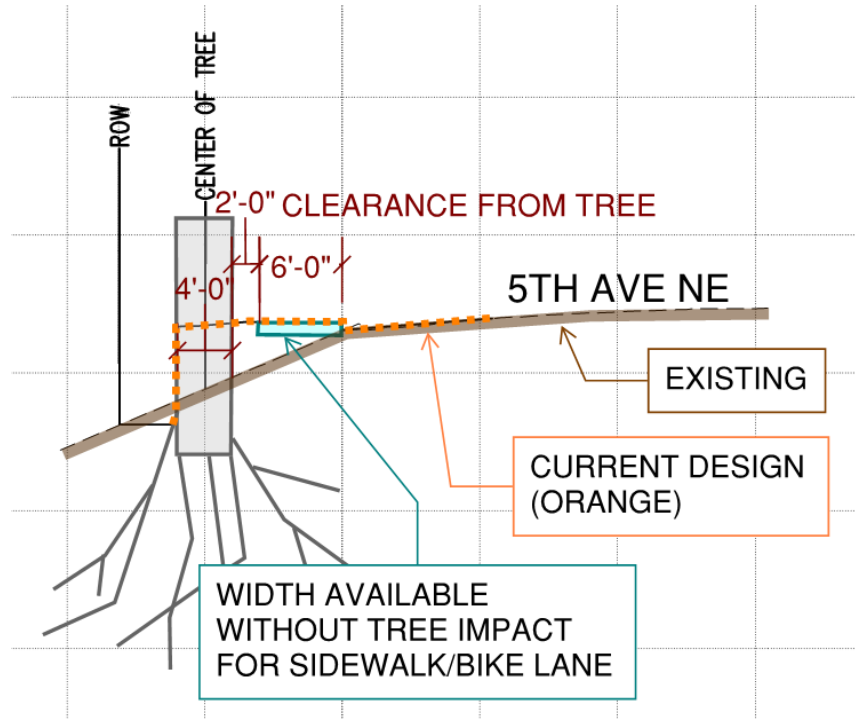 ROW
CENTER OF TREE
2'-0" CLEARANCE FROM TREE
6'-0"
4'-0"
5TH AVE NE
EXISTING
CURRENT DESIGN
(ORANGE)
WIDTH AVAILABLE
WITHOUT TREE IMPACT
FOR SIDEWALK/BIKE LANE